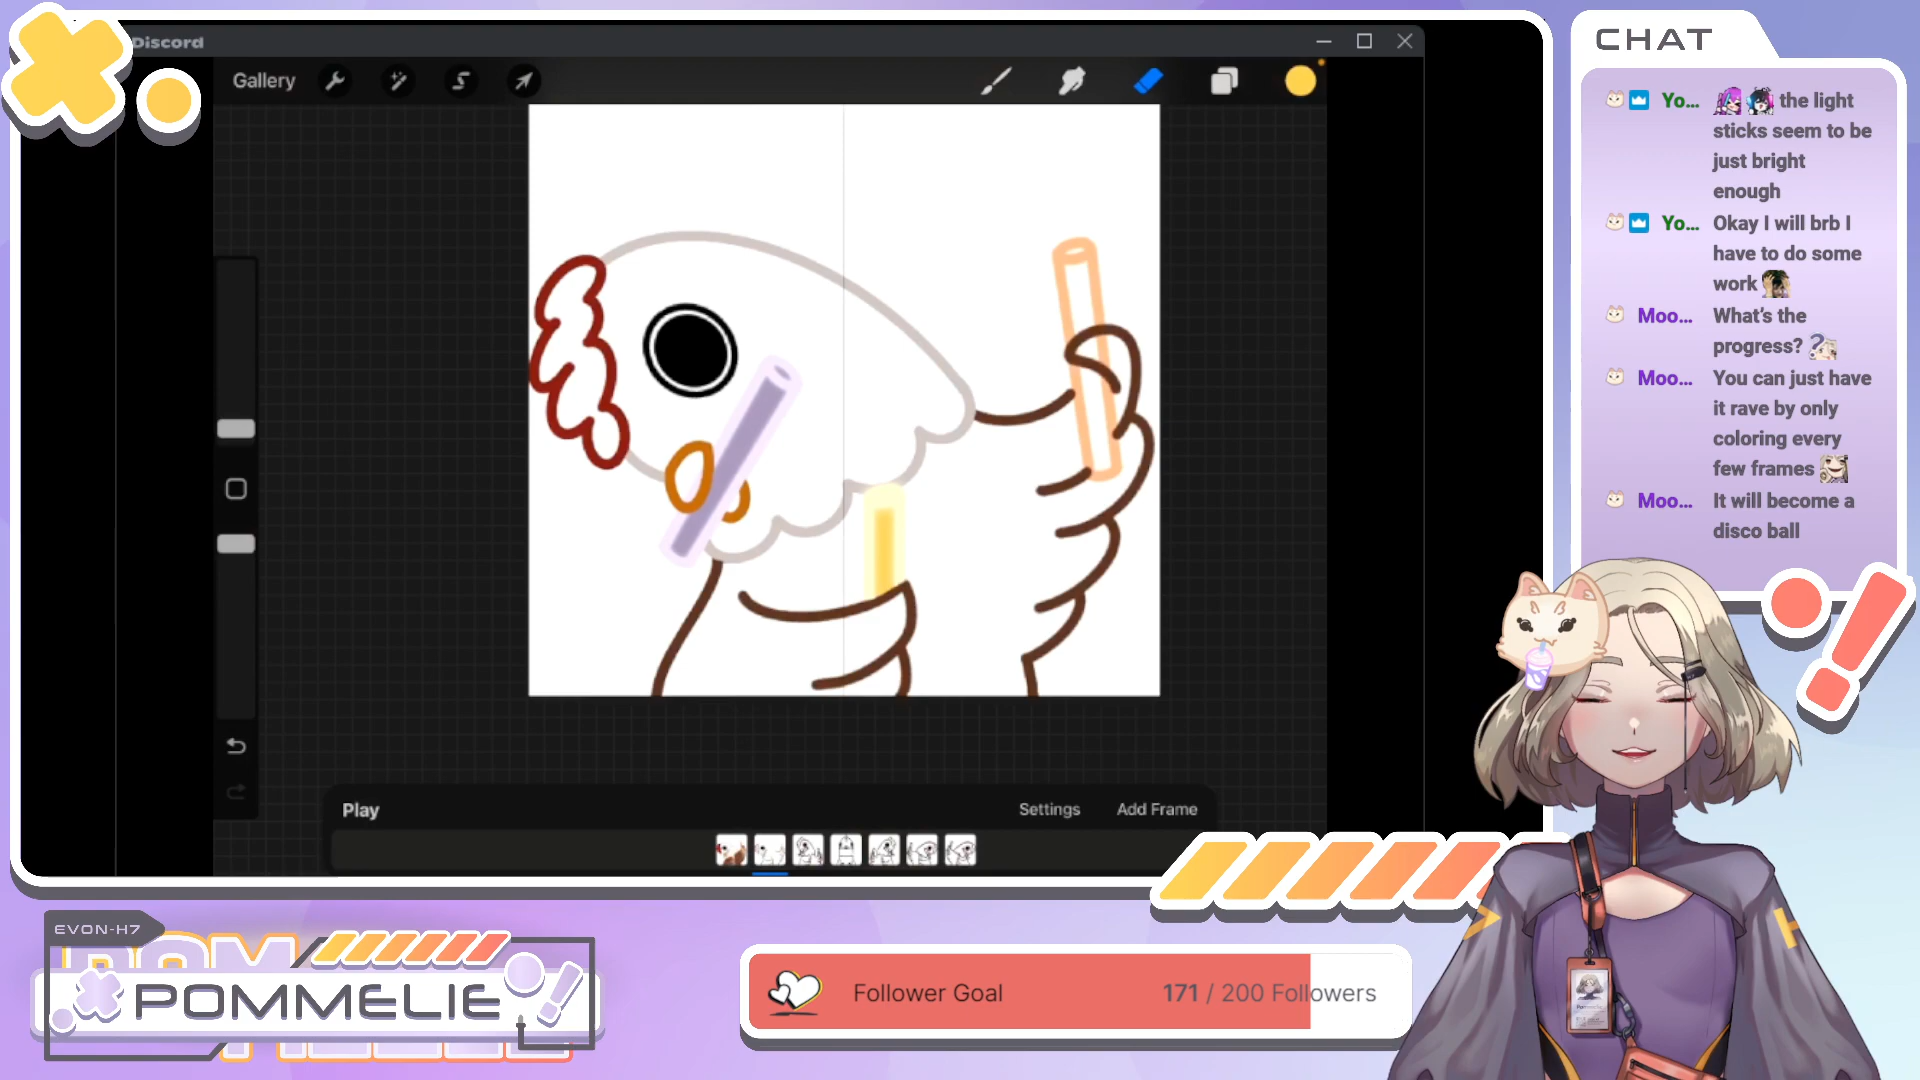 Discord
Gallery
Play
Settings
Add Frame
CHAT
Yo... the light
sticks seem to be
just bright
enough
Yo... Okay I will brb I
have to do some
work
Moo... What's the
progress?
Moo... You can just have
it rave by only
coloring every
few frames
Moo... It will become a
disco ball
EVON-H7
POMMELIE
Follower Goal
171 / 200 Followers